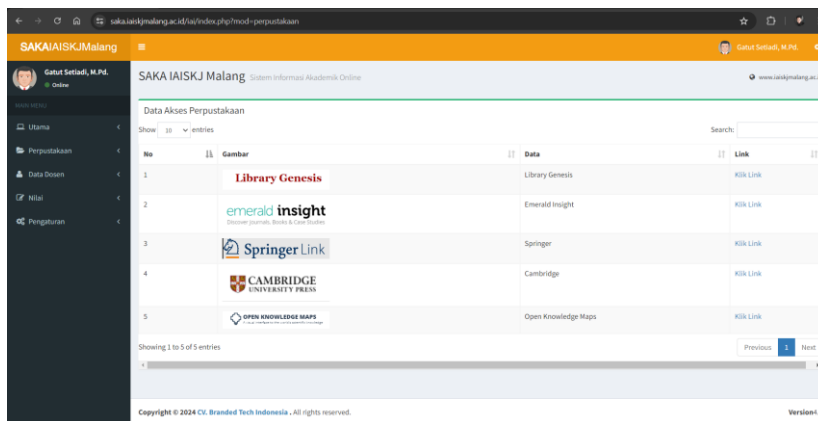 saka.iaiskjmalang.ac.id/iai/index.php?mod=perpustakaan
SAKAIAISKJMalang
Gatut Setiadi, M.Pd.
Gatut Setiadi, M.Pd.
Online
SAKA IAISKJ Malang Sistem Informasi Akademik Online
www.iaiskjmalang.ac.
MAIN MENU
Utama
Perpustakaan
Data Dosen
Nilai
Pengaturan
Data Akses Perpustakaan
Show 10 entries
Search:
No Gambar Data Link
1 Library Genesis Library Genesis Klik Link
2 emerald insight Emerald Insight Klik Link
Discover Journals, Books & Case Studies
3 Springer Link Springer Klik Link
4 CAMBRIDGE UNIVERSITY PRESS Cambridge Klik Link
5 OPEN KNOWLEDGE MAPS Open Knowledge Maps Klik Link
Showing 1 to 5 of 5 entries
Previous 1 Next
Copyright © 2024 CV. Branded Tech Indonesia . All rights reserved.
Version